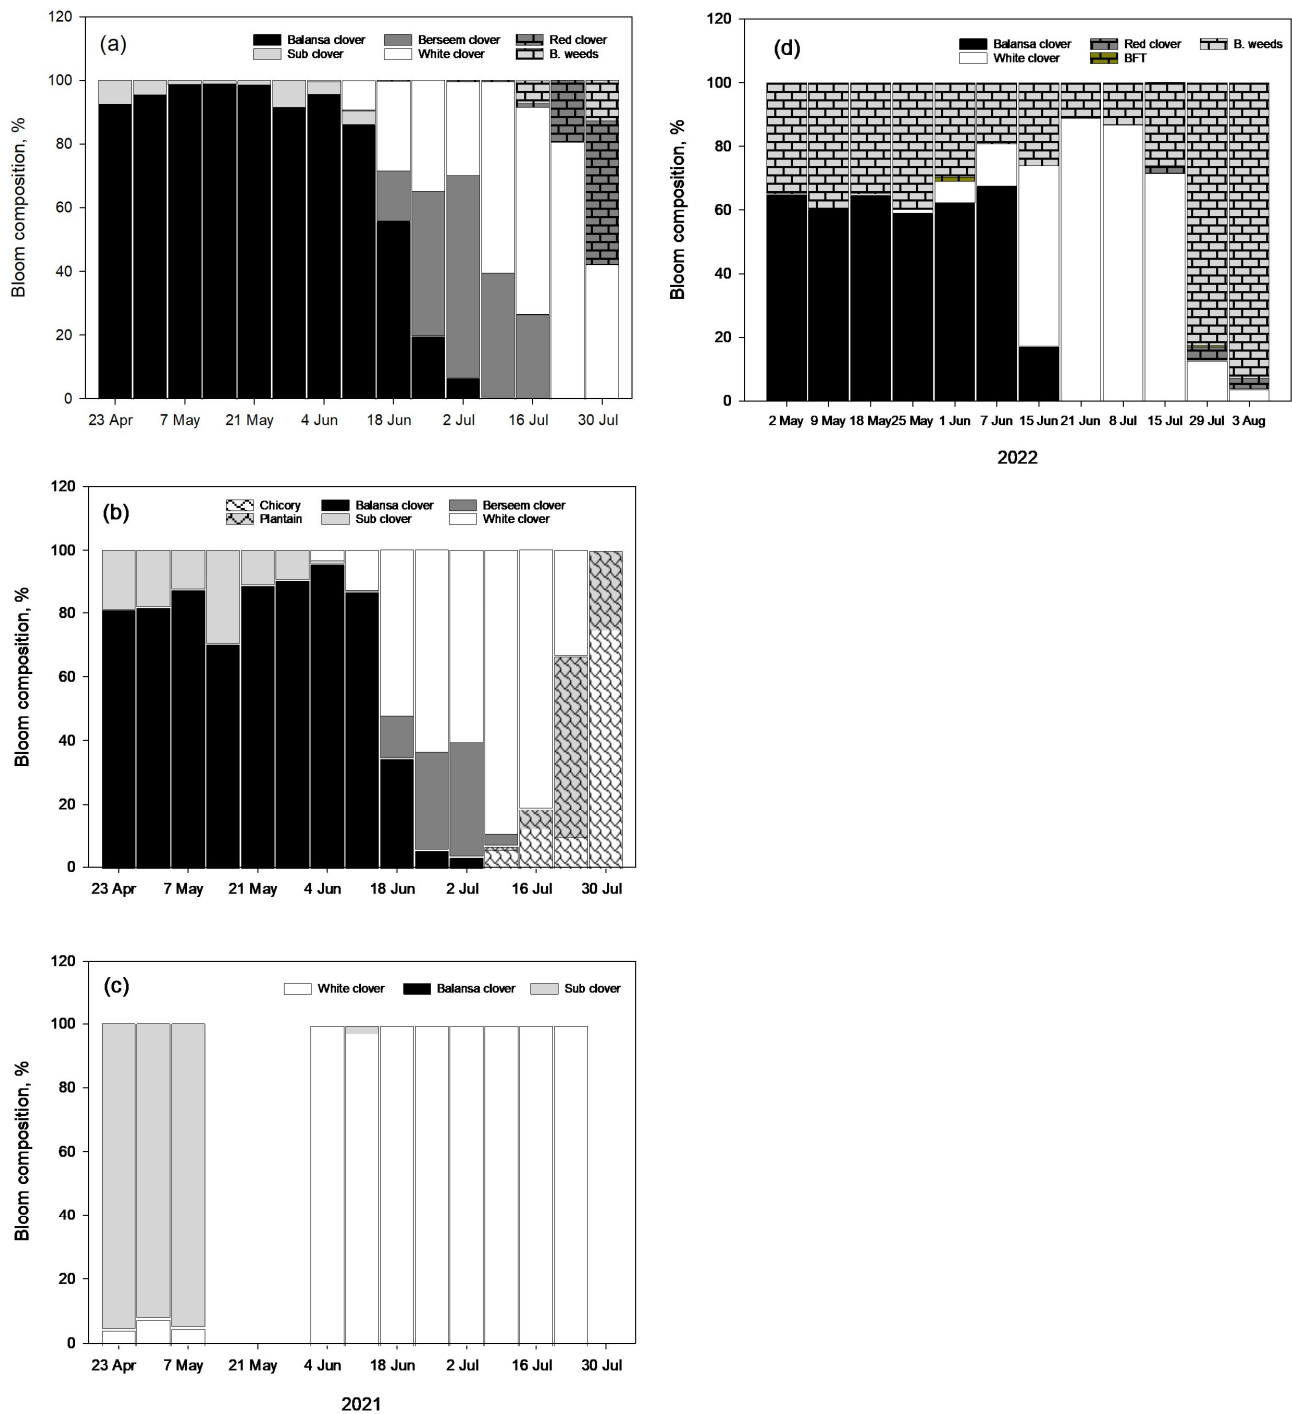 (a)
Balansa clover Berseem clover Red clover
Sub clover White clover B. weeds
Bloom composition, %
120
100
80
60
40
20
0
23 Apr 7 May 21 May 4 Jun 18 Jun 2 Jul 16 Jul 30 Jul
(d)
Balansa clover Red clover B. weeds
White clover BFT
Bloom composition, %
120
100
80
60
40
20
0
2 May 9 May 18 May 25 May 1 Jun 7 Jun 15 Jun 21 Jun 8 Jul 15 Jul 29 Jul 3 Aug
2022
(b)
Chicory Balansa clover Berseem clover
Plantain Sub clover White clover
Bloom composition, %
120
100
80
60
40
20
0
23 Apr 7 May 21 May 4 Jun 18 Jun 2 Jul 16 Jul 30 Jul
(c)
White clover Balansa clover Sub clover
Bloom composition, %
120
100
80
60
40
20
0
23 Apr 7 May 21 May 4 Jun 18 Jun 2 Jul 16 Jul 30 Jul
2021